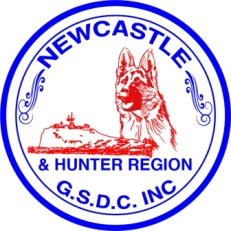 NEWCASTLE
& HUNTER REGION
G.S.D.C. INC